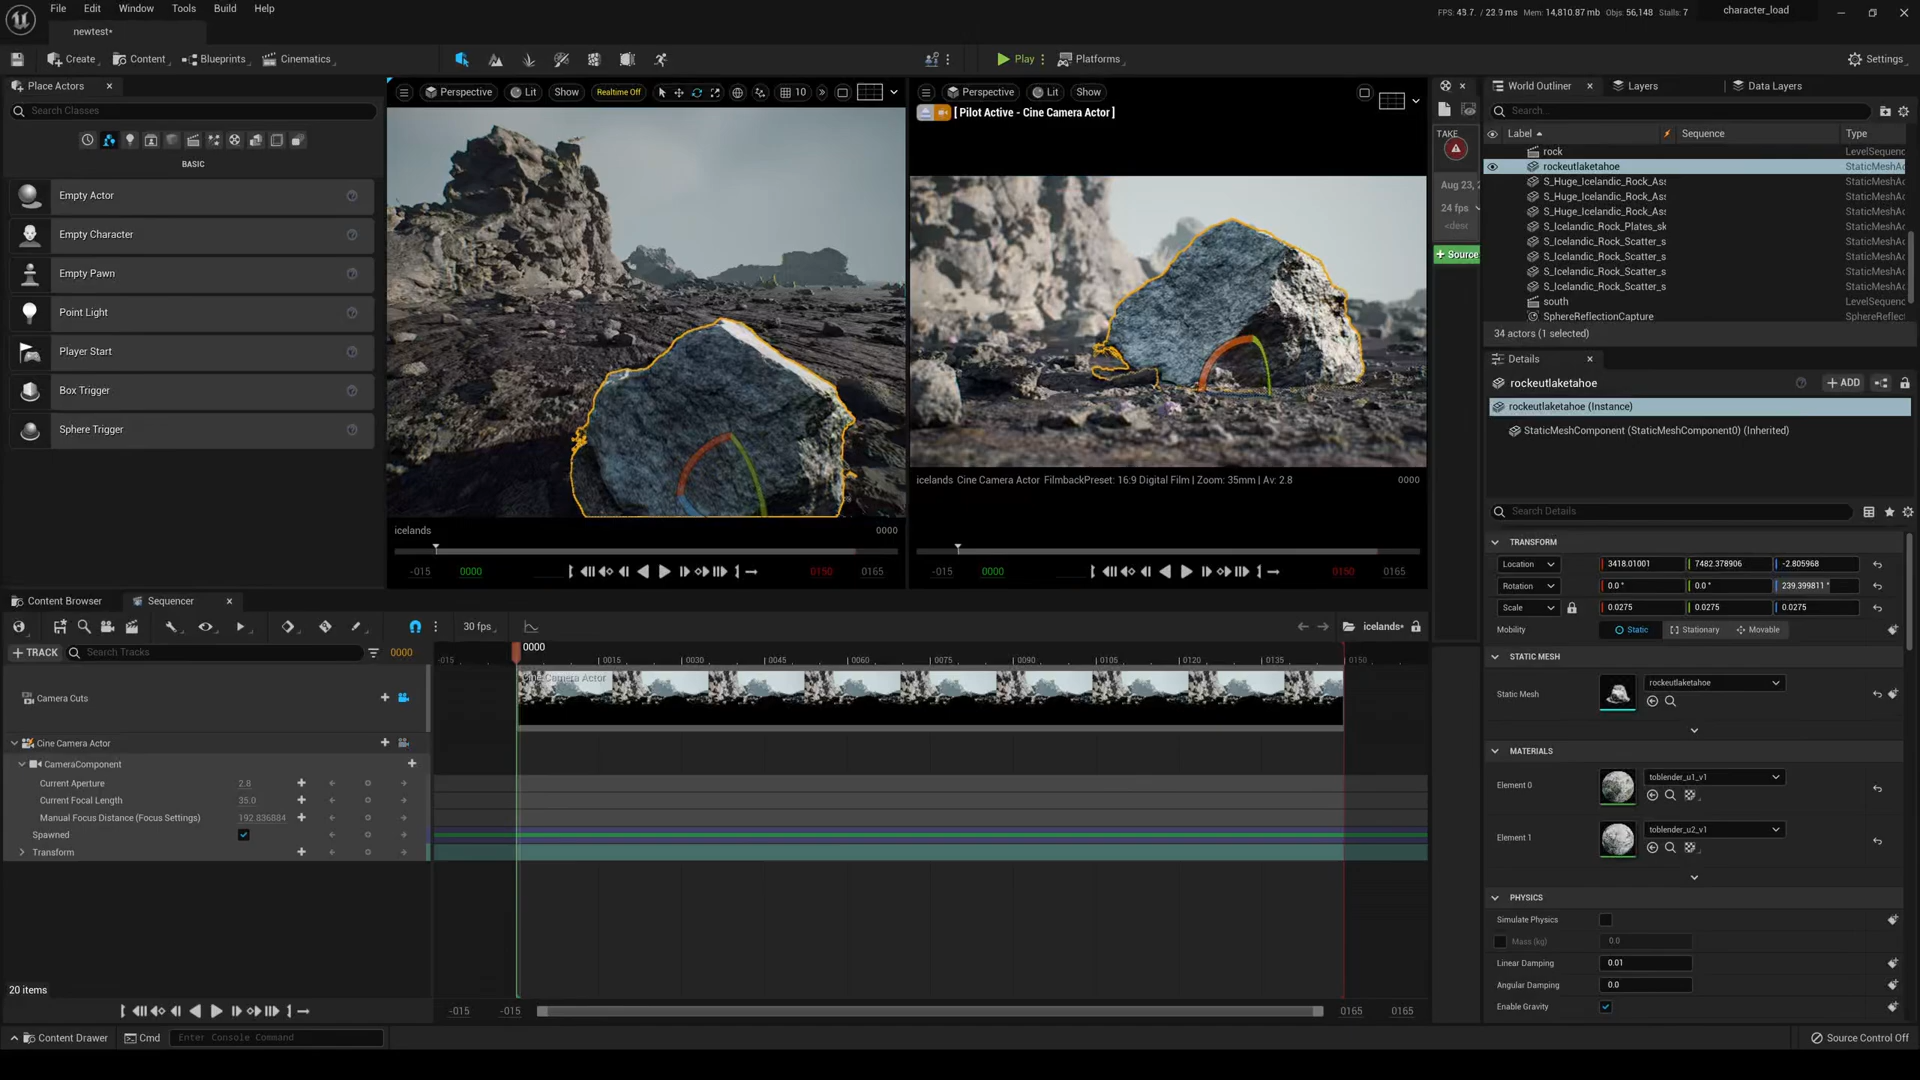 File Edit Window Tools Build Help
FPS: 43.7 / 22.9 ms Mem: 14,810.87 mb Objs: 56,148 Stalls: 7
character_load
newtest*
Create
Content
Blueprints
Cinematics
Play
Platforms
Settings
Place Actors
Search Classes
BASIC
Empty Actor
Empty Character
Empty Pawn
Point Light
Player Start
Box Trigger
Sphere Trigger
Perspective Lit Show Realtime Off 10
icelands 0000
-015 0000 0150 0165
Perspective Lit Show
[ Pilot Active - Cine Camera Actor ]
icelands Cine Camera Actor FilmbackPreset: 16:9 Digital Film | Zoom: 35mm | Av: 2.8 0000
-015 0000 0150 0165
TAKE
Aug 23, 2
24 fps
<desc
+ Source
World Outliner Layers Data Layers
Search...
Label Sequence Type
rock LevelSequenc
rockeutlaketahoe StaticMeshAc
S_Huge_Icelandic_Rock_Ass StaticMeshAc
S_Huge_Icelandic_Rock_Ass StaticMeshAc
S_Huge_Icelandic_Rock_Ass StaticMeshAc
S_Icelandic_Rock_Plates_sk StaticMeshAc
S_Icelandic_Rock_Scatter_s StaticMeshAc
S_Icelandic_Rock_Scatter_s StaticMeshAc
S_Icelandic_Rock_Scatter_s StaticMeshAc
S_Icelandic_Rock_Scatter_s StaticMeshAc
south LevelSequenc
SphereReflectionCapture SphereReflec
34 actors (1 selected)
Details
rockeutlaketahoe + ADD
rockeutlaketahoe (Instance)
StaticMeshComponent (StaticMeshComponent0) (Inherited)
Search Details
TRANSFORM
Location 3418.01001 7482.378906 -2.805968
Rotation 0.0 ° 0.0 ° 239.399811 °
Scale 0.0275 0.0275 0.0275
Mobility Static Stationary Movable
STATIC MESH
Static Mesh rockeutlaketahoe
MATERIALS
Element 0 toblender_u1_v1
Element 1 toblender_u2_v1
PHYSICS
Simulate Physics
Mass (kg) 0.0
Linear Damping 0.01
Angular Damping 0.0
Enable Gravity
Content Browser Sequencer
30 fps
icelands*
+ TRACK Search Tracks 0000
0000
-015 0015 0030 0045 0060 0075 0090 0105 0120 0135 0150
Cine Camera Actor
Camera Cuts
Cine Camera Actor
CameraComponent
Current Aperture 2.8
Current Focal Length 35.0
Manual Focus Distance (Focus Settings) 192.836884
Spawned
Transform
20 items
-015 -015 0165 0165
Content Drawer Cmd Enter Console Command
Source Control Off